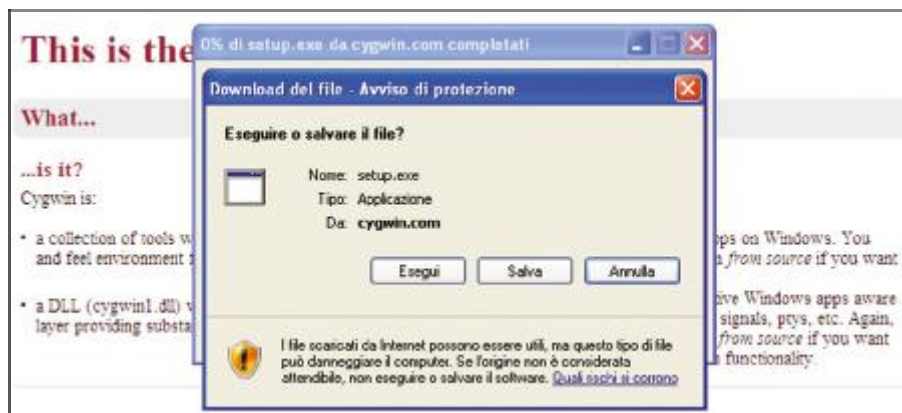 This is the
0% di setup.exe da cygwin.com completati
Download del file - Avviso di protezione
What...
Eseguire o salvare il file?
...is it?
Nome: setup.exe
Cygwin is:
Tipo: Applicazione
Da: cygwin.com
a collection of tools w
ps on Windows. You
and feel environment
from source if you want
Esegui Salva Annulla
a DLL (cygwin1.dll) v
ive Windows apps aware
layer providing substa
signals, ptys, etc. Again,
from source if you want
functionality.
I file scaricati da Internet possono essere utili, ma questo tipo di file
può danneggiare il computer. Se l'origine non è considerata
attendibile, non eseguire o salvare il software. Quali rischi si corrono